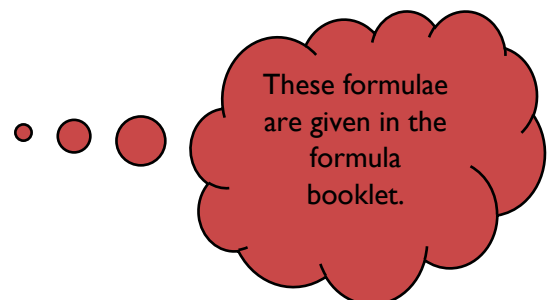 These formulae
are given in the
formula
booklet.